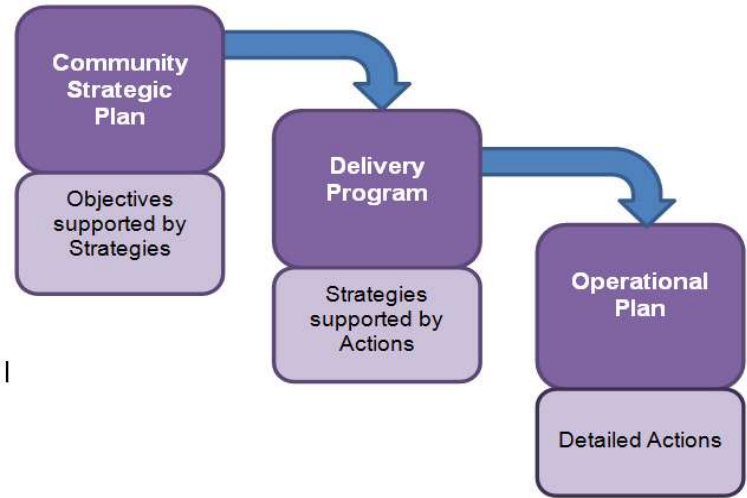 Community
Strategic
Plan
Objectives
supported by
Strategies
Delivery
Program
Strategies
supported by
Actions
Operational
Plan
Detailed Actions